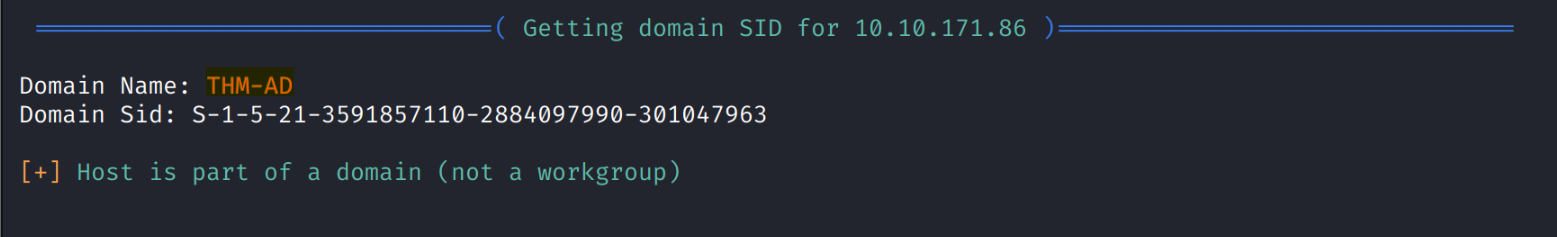 ( Getting domain SID for 10.10.171.86 )
Domain Name: THM-AD
Domain Sid: S-1-5-21-3591857110-2884097990-301047963
[+] Host is part of a domain (not a workgroup)